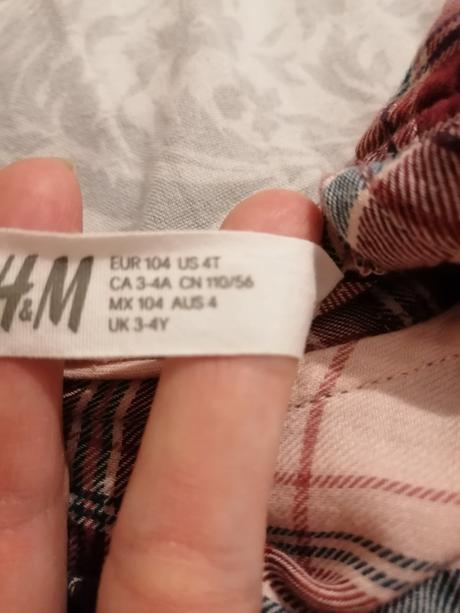 H&M
EUR 104 US 4T
CA 3-4A CN 110/56
MX 104 AUS 4
UK 3-4Y